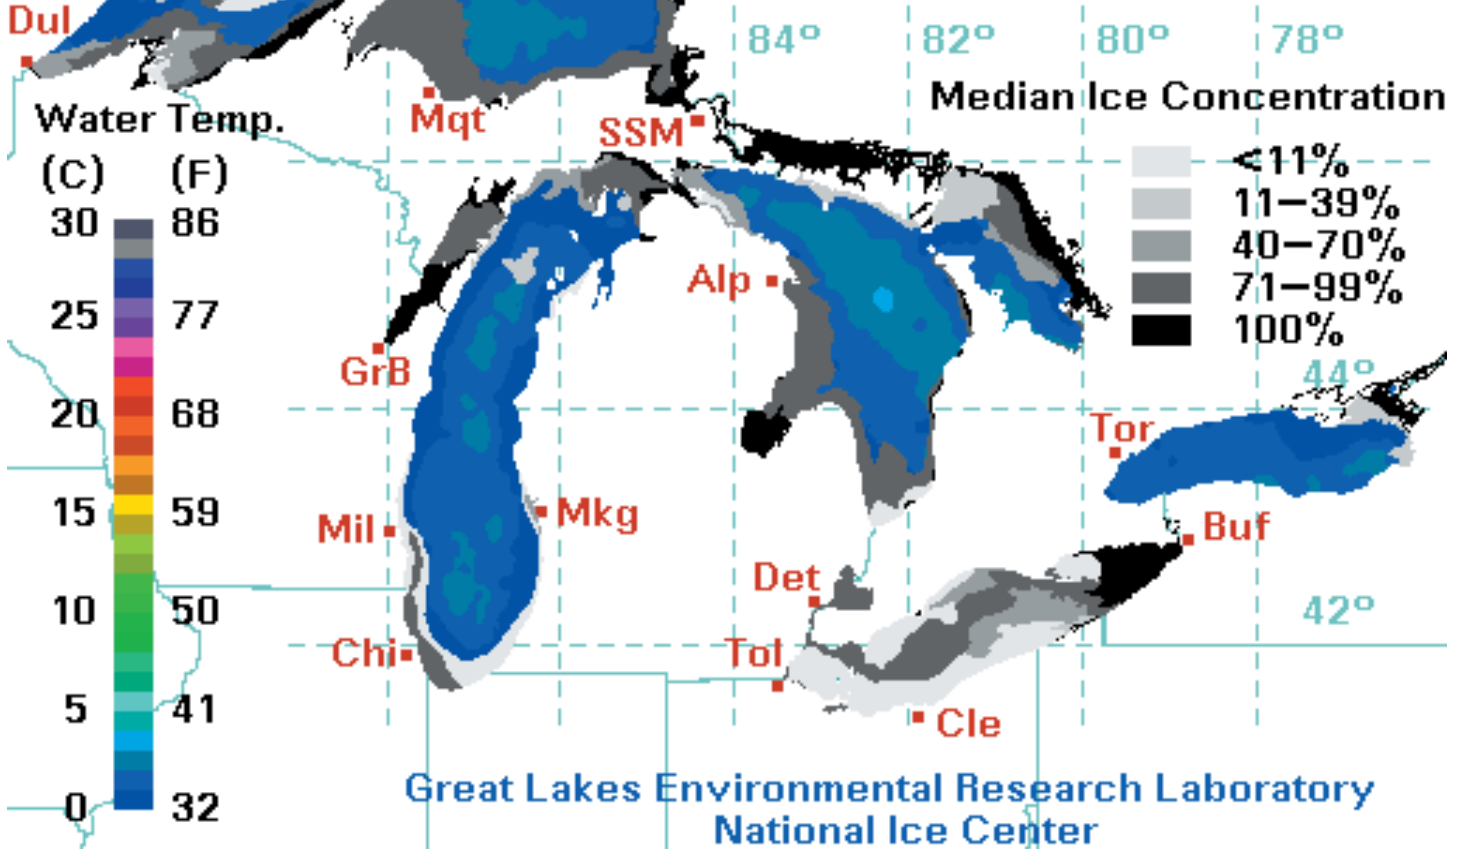 Dul
84° 82° 80° 78°
Median Ice Concentration
Mqt
Water Temp.
SSM
(C) (F)
<11%
11–39%
40–70%
71–99%
100%
30 86
Alp
25 77
GrB
44°
20 68
Tor
15 59
Mil
Mkg
Buf
Det
10 50
42°
Chi
Tol
5 41
Cle
0 32
Great Lakes Environmental Research Laboratory
National Ice Center